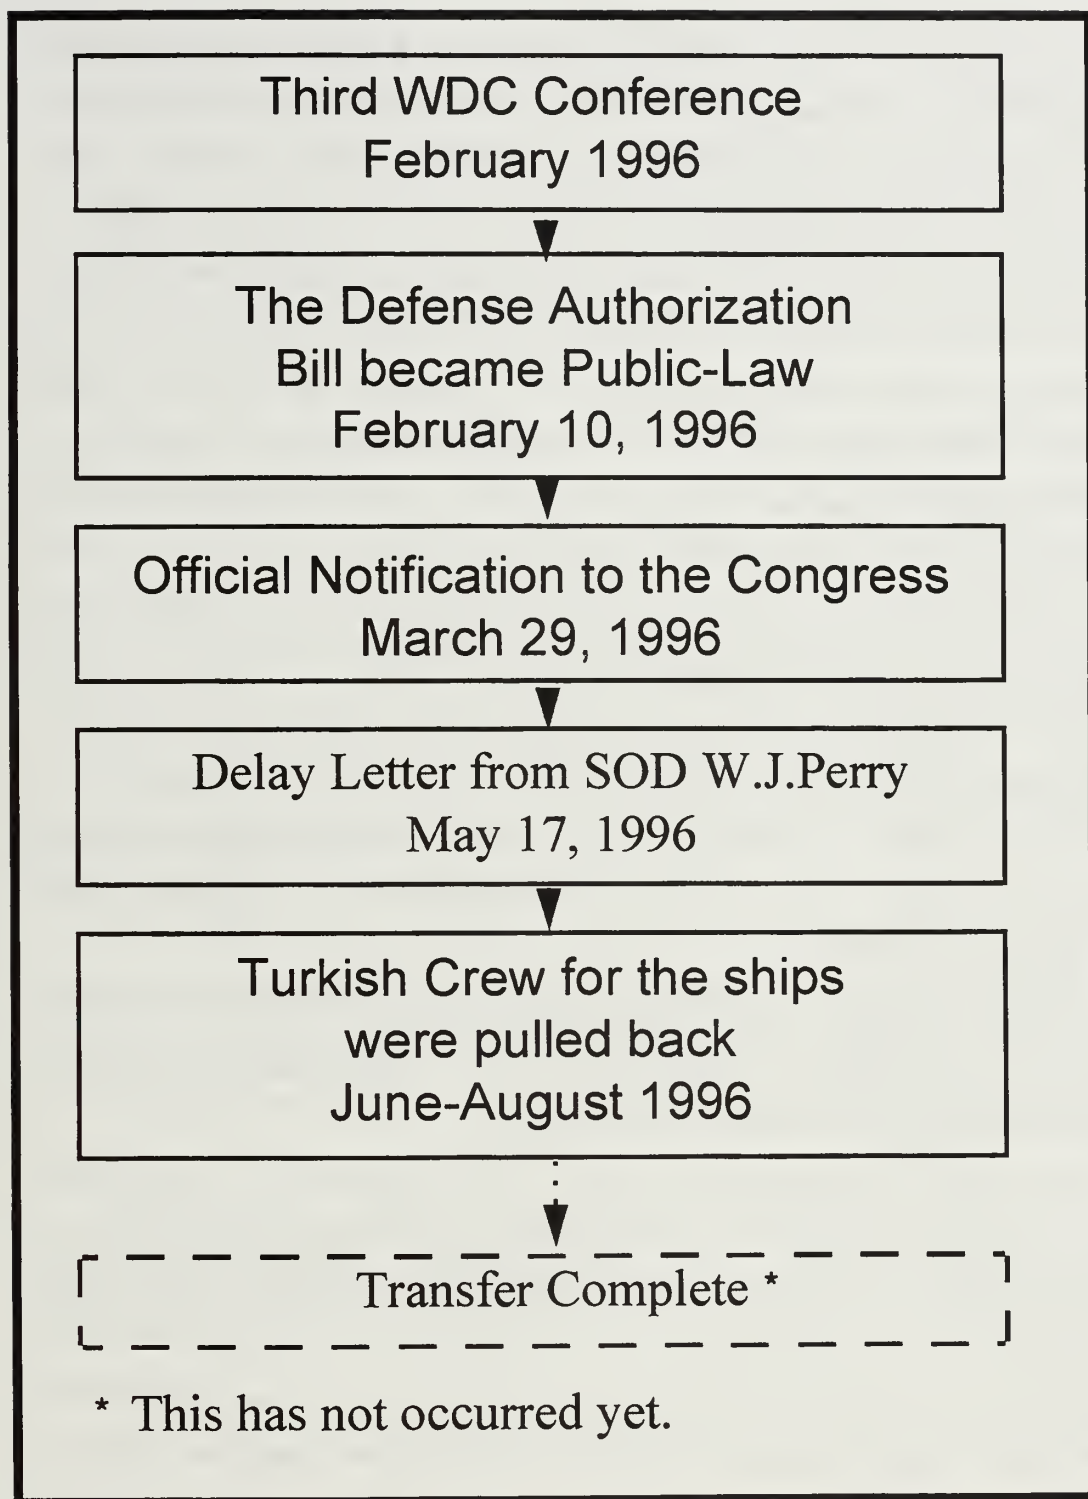 Third WDC Conference
February 1996
The Defense Authorization
Bill became Public-Law
February 10, 1996
Official Notification to the Congress
March 29, 1996
Delay Letter from SOD W.J.Perry
May 17, 1996
Turkish Crew for the ships
were pulled back
June-August 1996
Transfer Complete *
* This has not occurred yet.